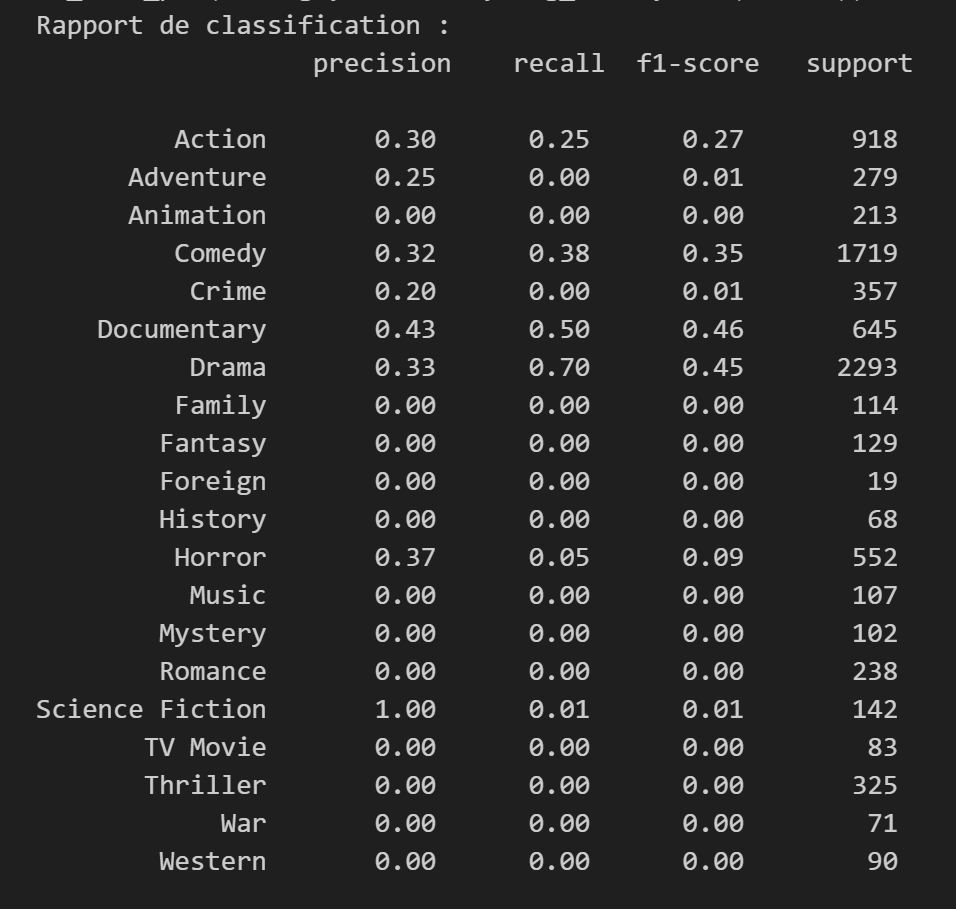 Rapport de classification :
precision recall f1-score support
Action 0.30 0.25 0.27 918
Adventure 0.25 0.00 0.01 279
Animation 0.00 0.00 0.00 213
Comedy 0.32 0.38 0.35 1719
Crime 0.20 0.00 0.01 357
Documentary 0.43 0.50 0.46 645
Drama 0.33 0.70 0.45 2293
Family 0.00 0.00 0.00 114
Fantasy 0.00 0.00 0.00 129
Foreign 0.00 0.00 0.00 19
History 0.00 0.00 0.00 68
Horror 0.37 0.05 0.09 552
Music 0.00 0.00 0.00 107
Mystery 0.00 0.00 0.00 102
Romance 0.00 0.00 0.00 238
Science Fiction 1.00 0.01 0.01 142
TV Movie 0.00 0.00 0.00 83
Thriller 0.00 0.00 0.00 325
War 0.00 0.00 0.00 71
Western 0.00 0.00 0.00 90